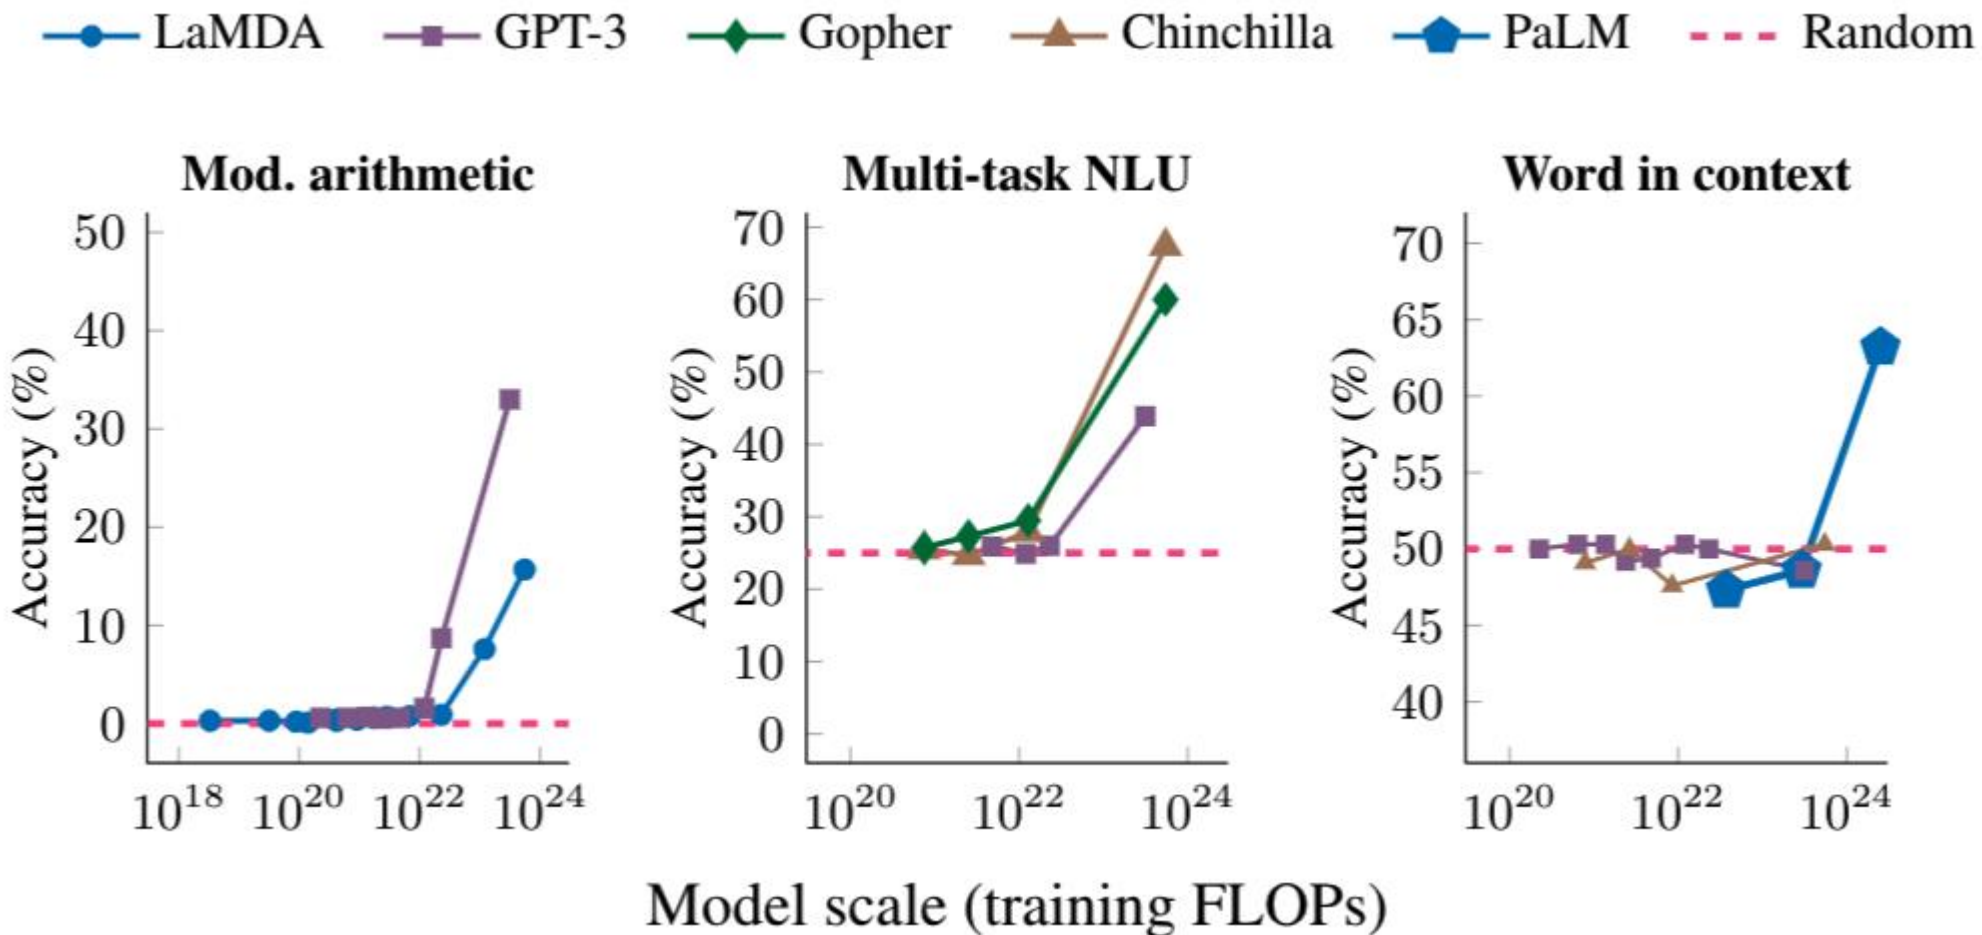 LaMDA GPT-3 Gopher Chinchilla PaLM Random
Mod. arithmetic
Accuracy (%)
50
40
30
20
10
0
10^18 10^20 10^22 10^24
Multi-task NLU
Accuracy (%)
70
60
50
40
30
20
10
0
10^20 10^22 10^24
Word in context
Accuracy (%)
70
65
60
55
50
45
40
10^20 10^22 10^24
Model scale (training FLOPs)